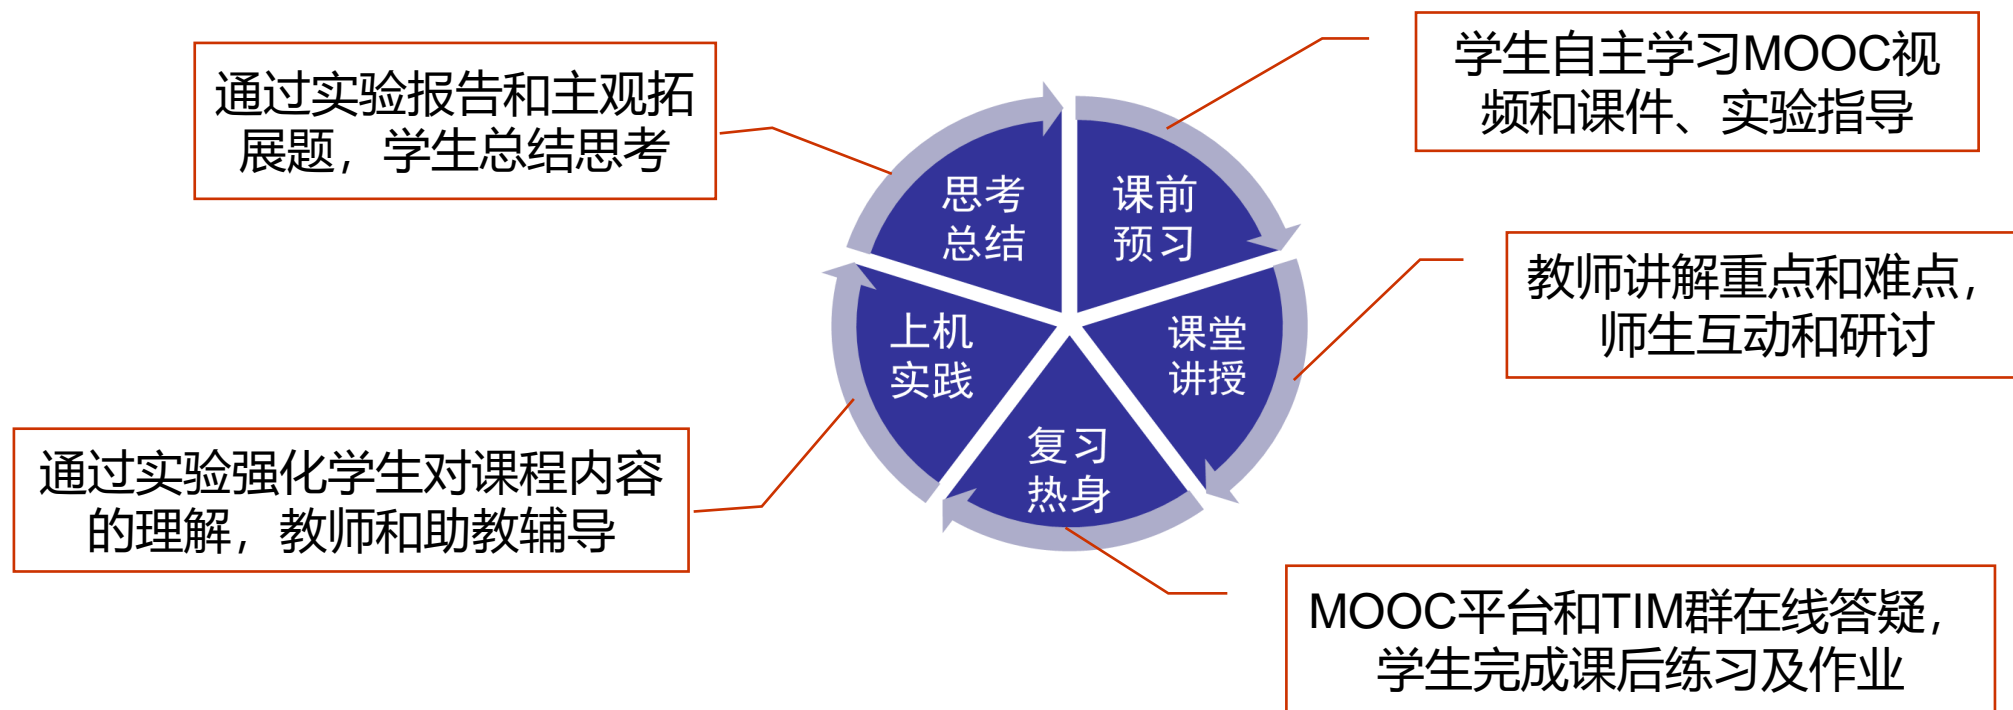 通过实验报告和主观拓
展题，学生总结思考
学生自主学习MOOC视
频和课件、实验指导
思考
总结
课前
预习
教师讲解重点和难点，
师生互动和研讨
上机
实践
课堂
讲授
复习
热身
通过实验强化学生对课程内容
的理解，教师和助教辅导
MOOC平台和TIM群在线答疑，
学生完成课后练习及作业